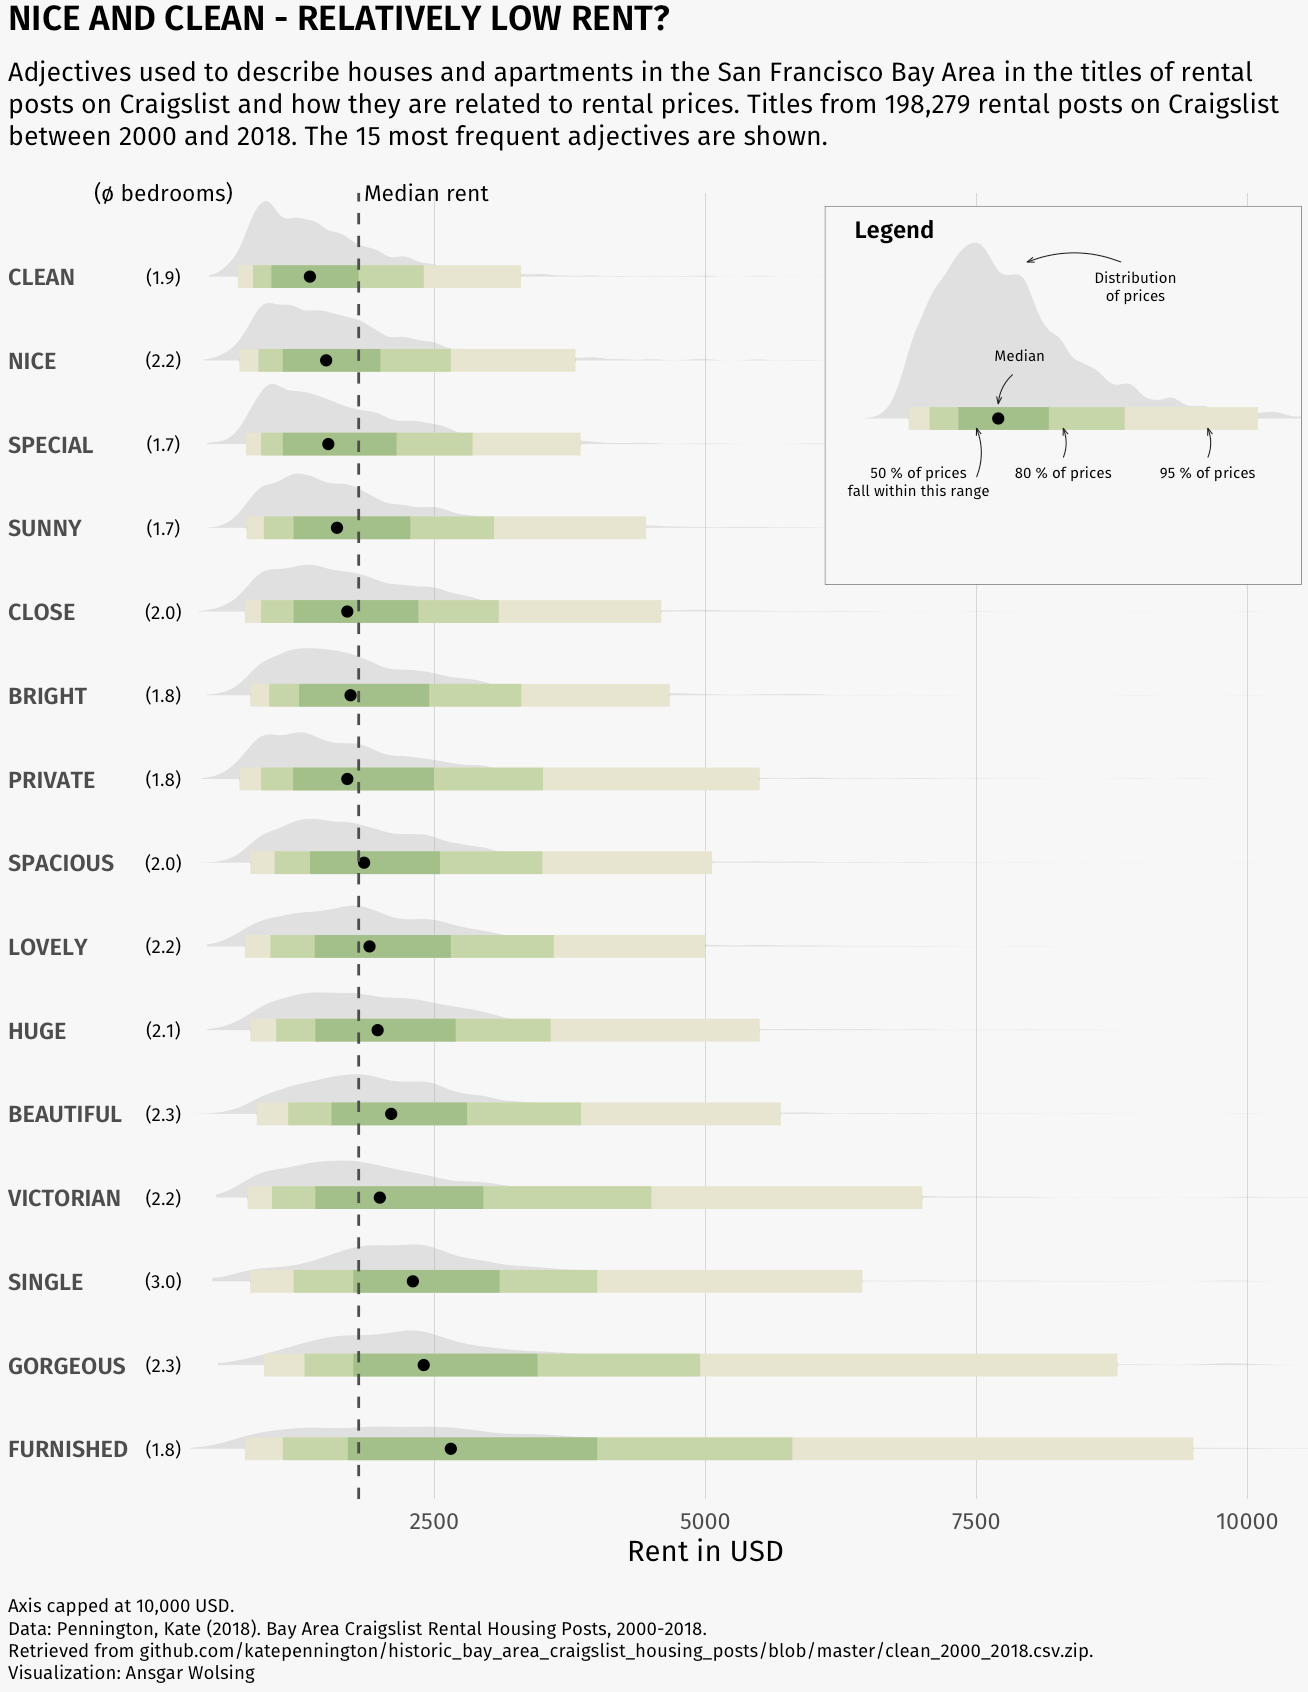 NICE AND CLEAN - RELATIVELY LOW RENT?
Adjectives used to describe houses and apartments in the San Francisco Bay Area in the titles of rental
posts on Craigslist and how they are related to rental prices. Titles from 198,279 rental posts on Craigslist
between 2000 and 2018. The 15 most frequent adjectives are shown.
(ø bedrooms) Median rent
Legend
Distribution
of prices
Median
50 % of prices
fall within this range
80 % of prices
95 % of prices
CLEAN (1.9)
NICE (2.2)
SPECIAL (1.7)
SUNNY (1.7)
CLOSE (2.0)
BRIGHT (1.8)
PRIVATE (1.8)
SPACIOUS (2.0)
LOVELY (2.2)
HUGE (2.1)
BEAUTIFUL (2.3)
VICTORIAN (2.2)
SINGLE (3.0)
GORGEOUS (2.3)
FURNISHED (1.8)
2500 5000 7500 10000
Rent in USD
Axis capped at 10,000 USD.
Data: Pennington, Kate (2018). Bay Area Craigslist Rental Housing Posts, 2000-2018.
Retrieved from github.com/katepennington/historic_bay_area_craigslist_housing_posts/blob/master/clean_2000_2018.csv.zip.
Visualization: Ansgar Wolsing